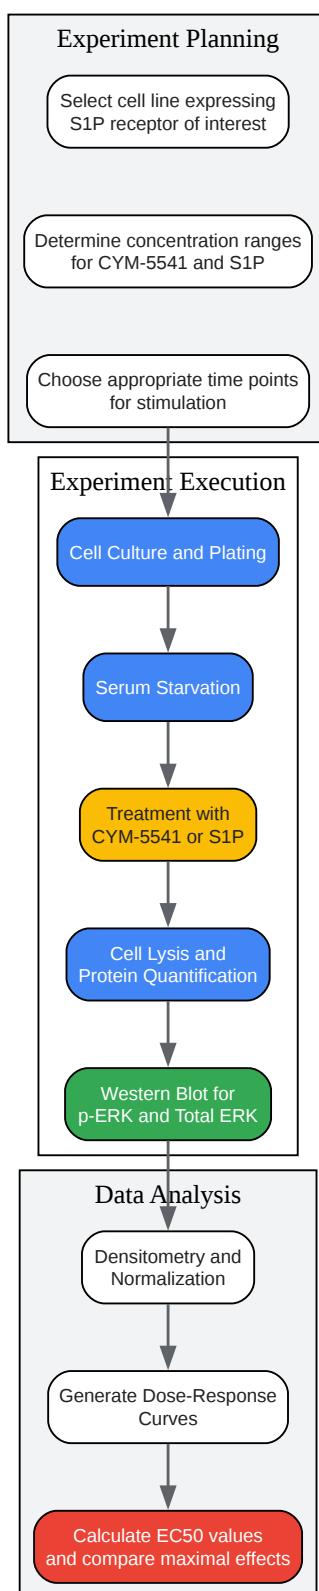 Experiment Planning
Select cell line expressing
S1P receptor of interest
Determine concentration ranges
for CYM-5541 and S1P
Choose appropriate time points
for stimulation
Experiment Execution
Cell Culture and Plating
Serum Starvation
Treatment with
CYM-5541 or S1P
Cell Lysis and
Protein Quantification
Western Blot for
p-ERK and Total ERK
Data Analysis
Densitometry and
Normalization
Generate Dose-Response
Curves
Calculate EC50 values
and compare maximal effects